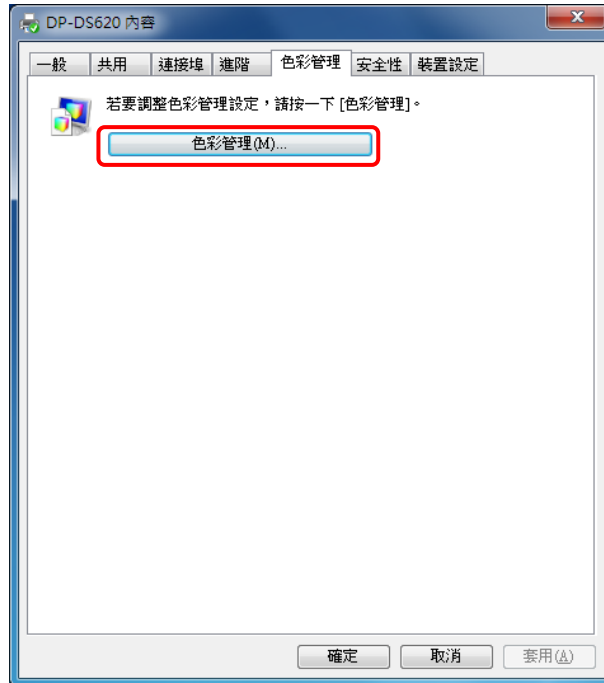 DP-DS620 內容
一般 共用 連接埠 進階 色彩管理 安全性 裝置設定
若要調整色彩管理設定，請按一下 [色彩管理]。
色彩管理(M)...
確定 取消 套用(A)